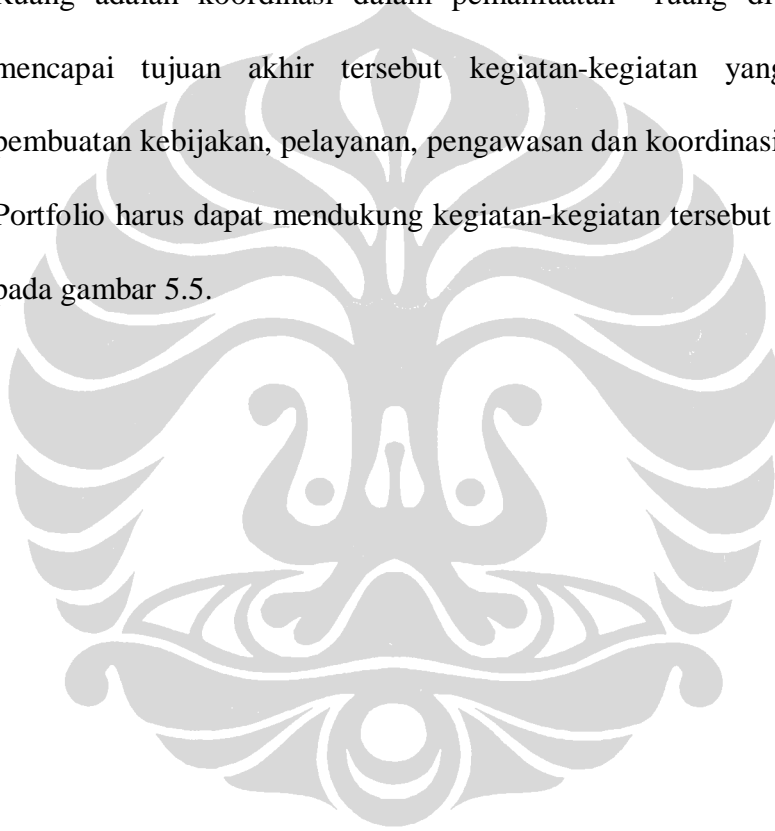 Ruang adalah koordinasi dalam pemanfaatan ruang di
mencapai tujuan akhir tersebut kegiatan-kegiatan yang
pembuatan kebijakan, pelayanan, pengawasan dan koordinasi
Portfolio harus dapat mendukung kegiatan-kegiatan tersebut
pada gambar 5.5.